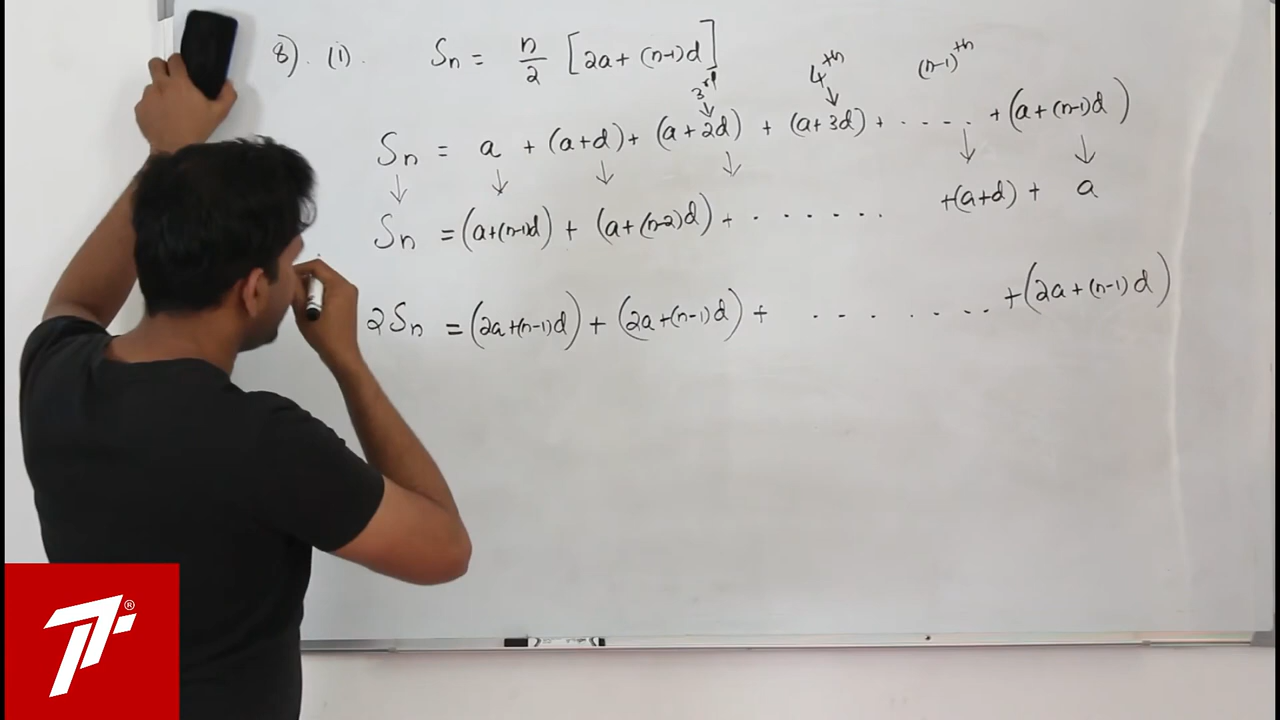 8). (1). Sn = n/2 [2a + (n-1)d]
3rd 4th (n-1)th
Sn = a + (a+d) + (a+2d) + (a+3d) + ..... + (a+(n-1)d)
Sn = (a+(n-1)d) + (a+(n-2)d) + ...... +(a+d) + a
2Sn = (2a+(n-1)d) + (2a+(n-1)d) + ........ +(2a+(n-1)d)